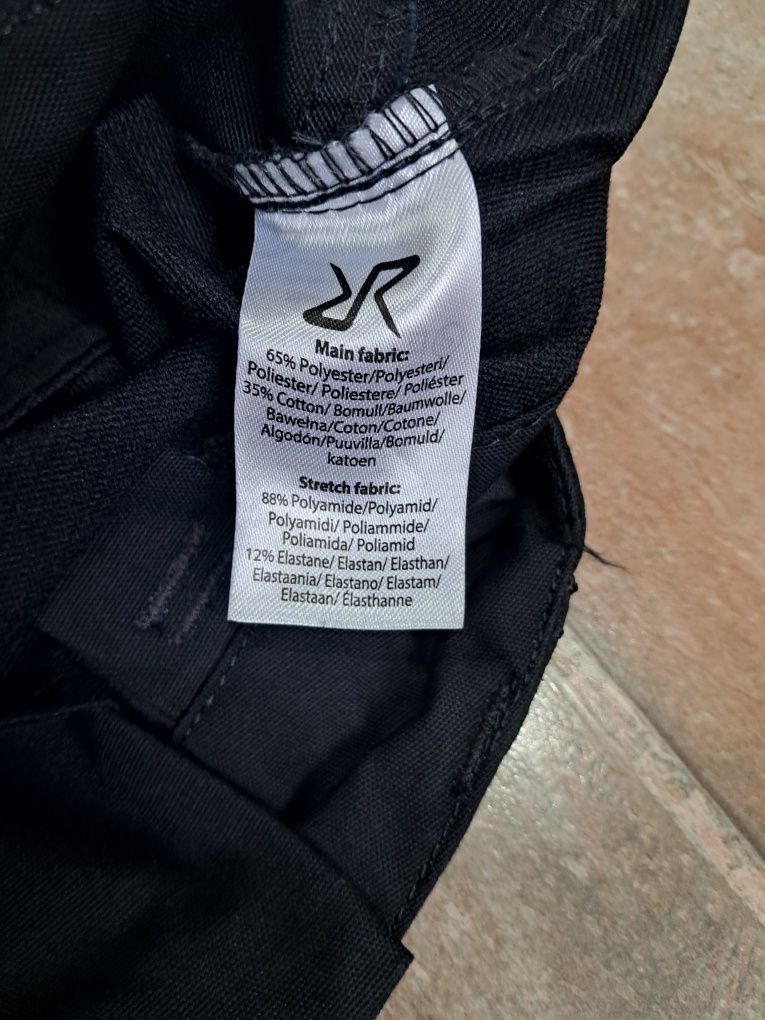 Main fabric:
65% Polyester/Polyesteri/
Poliester/ Poliestere/ Poliéster
35% Cotton/ Bomull/Baumwolle/
Bawełna/Coton/Cotone/
Algodón/Puuvilla/Bomuld/
katoen
Stretch fabric:
88% Polyamide/Polyamid/
Polyamidi/ Poliammide/
Poliamida/ Poliamid
12% Elastane/ Elastan/ Elasthan/
Elastaania/ Elastano/ Elastam/
Elastaan/ Élasthanne